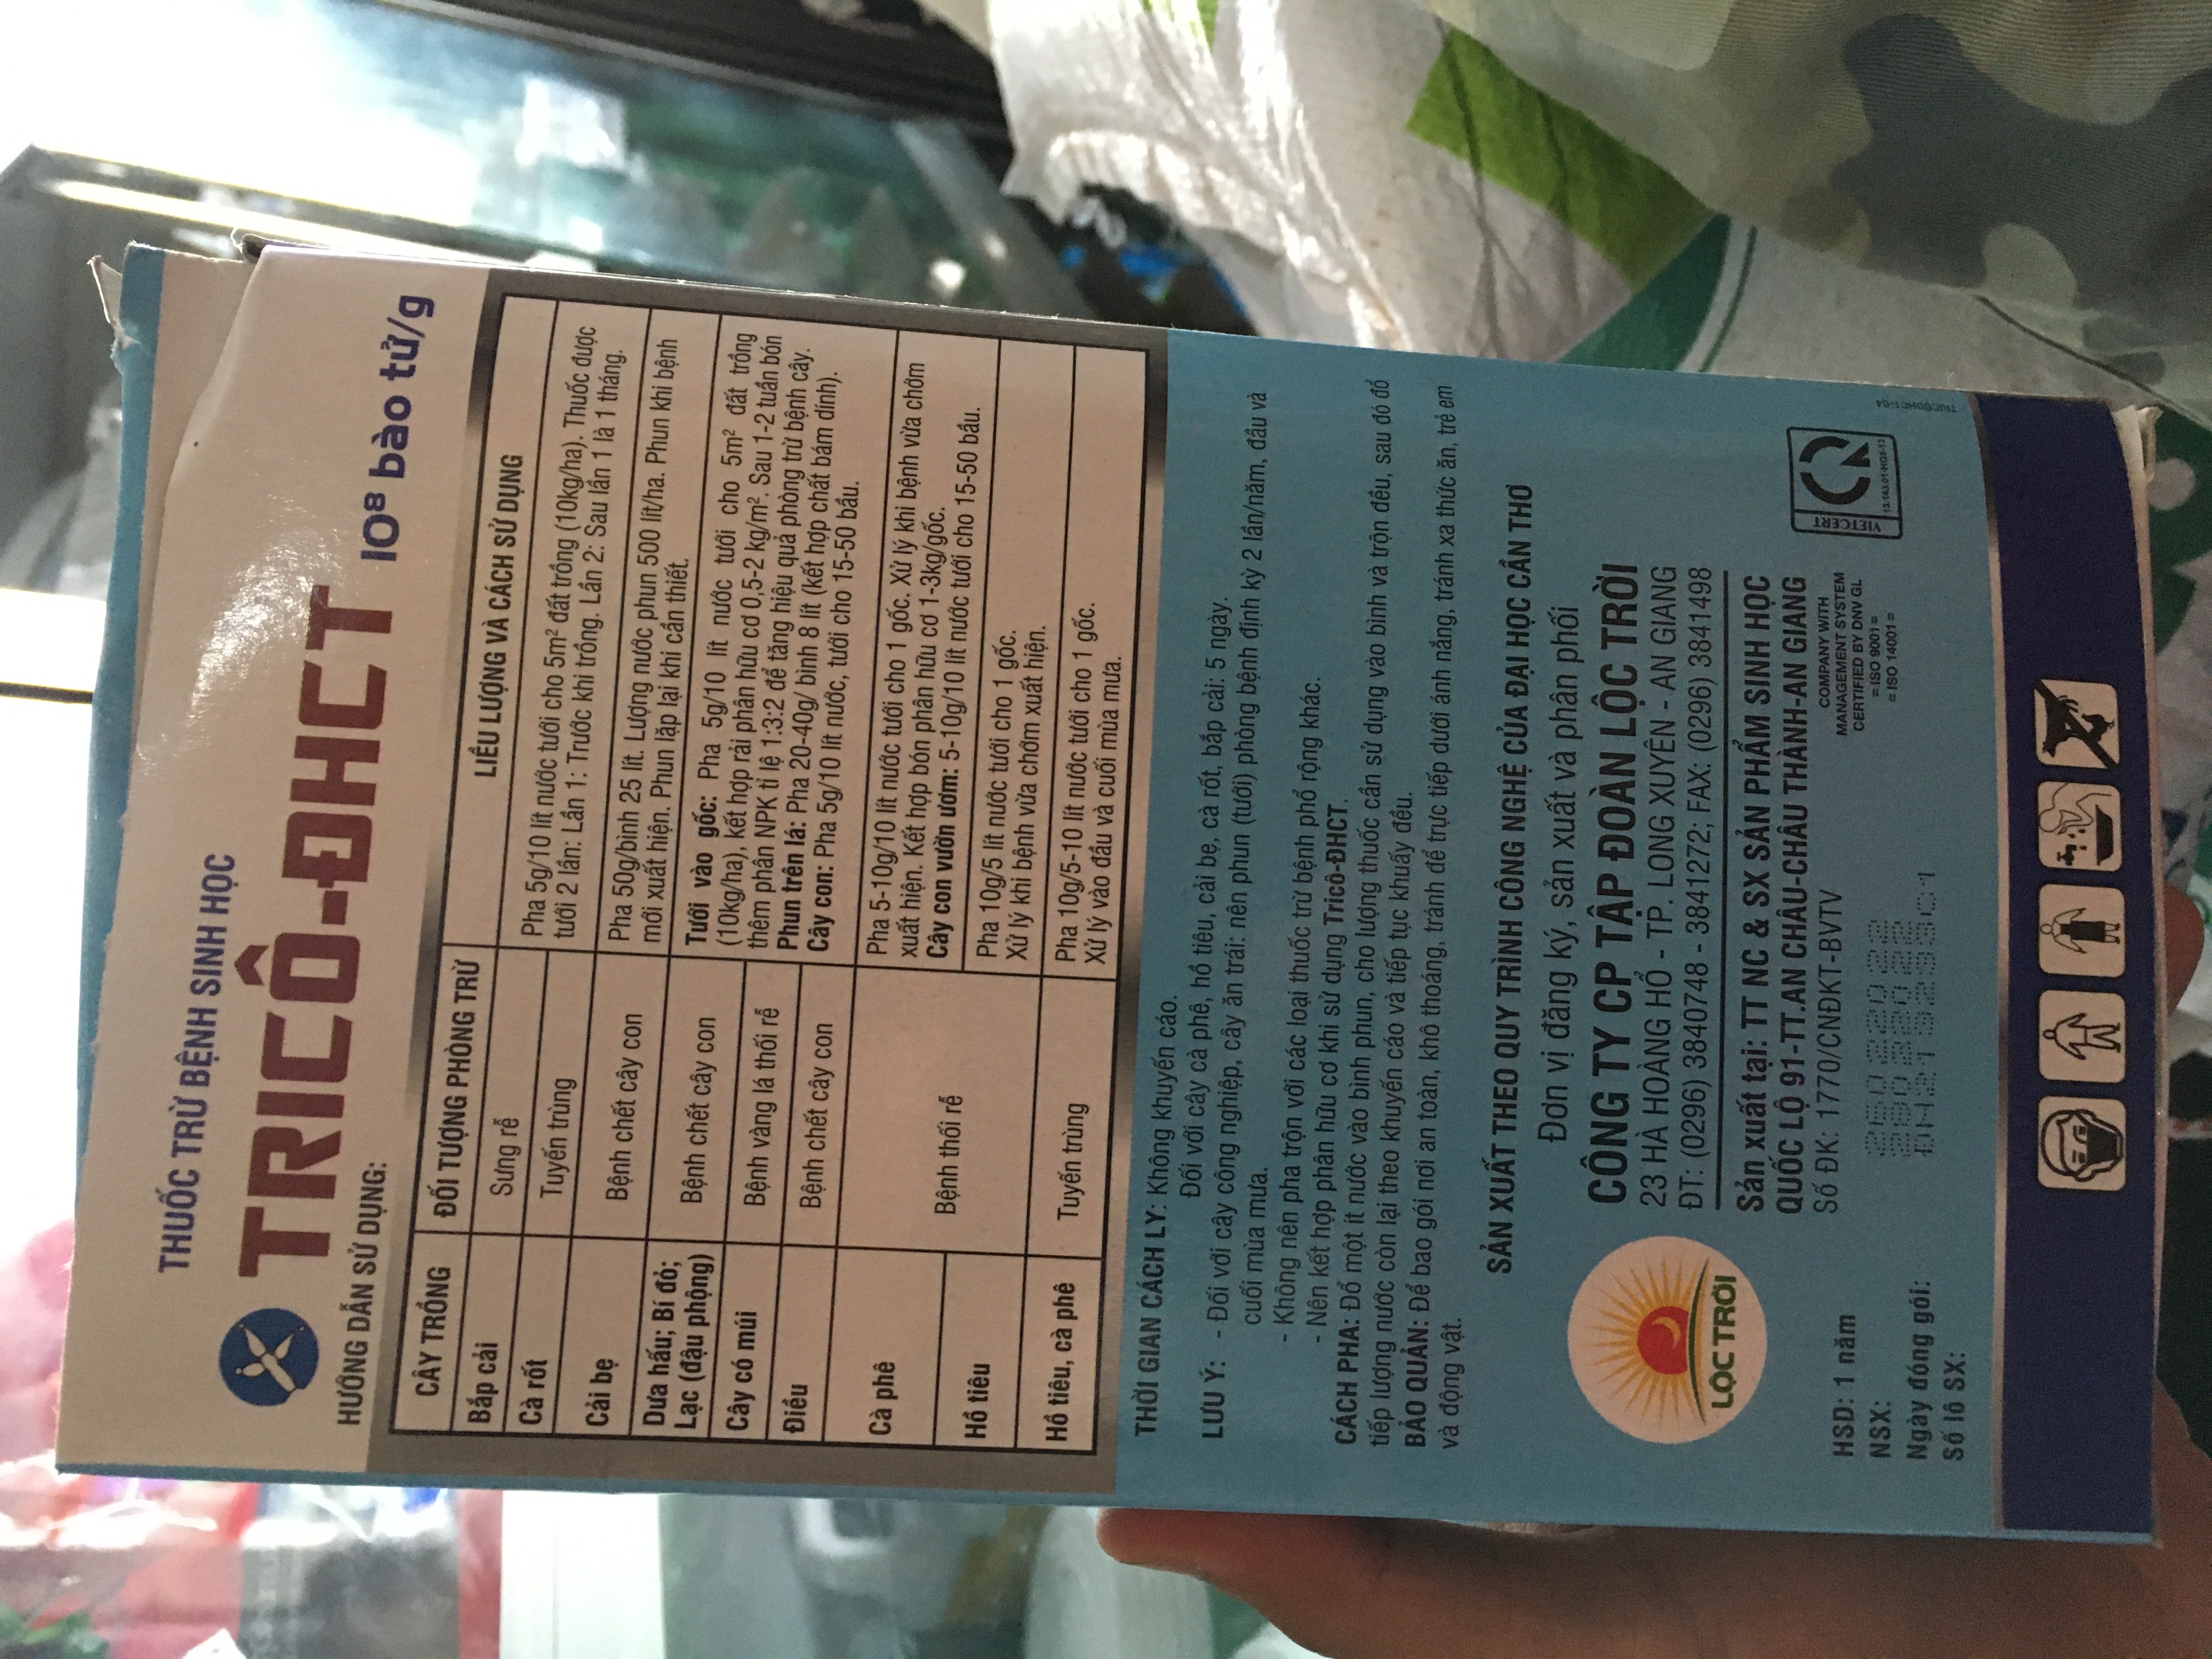 THUỐC TRỪ BỆNH SINH HỌC
TRICÔ-ĐHCT 10⁸ bào tử/g
HƯỚNG DẪN SỬ DỤNG:
CÂY TRỒNG
ĐỐI TƯỢNG PHÒNG TRỪ
LIỀU LƯỢNG VÀ CÁCH SỬ DỤNG
Bắp cải
Sưng rễ
Cà rốt
Tuyến trùng
Pha 5g/10 lít nước tưới cho 5m² đất trồng (10kg/ha). Thuốc được
tưới 2 lần: Lần 1: Trước khi trồng. Lần 2: Sau lần 1 là 1 tháng.
Cải bẹ
Bệnh chết cây con
Pha 50g/bình 25 lít. Lượng nước phun 500 lít/ha. Phun khi bệnh
mới xuất hiện. Phun lặp lại khi cần thiết.
Dưa hấu; Bí đỏ;
Lạc (đậu phộng)
Bệnh chết cây con
Cây có múi
Bệnh vàng lá thối rễ
Điều
Bệnh chết cây con
Tưới vào gốc: Pha 5g/10 lít nước tưới cho 5m² đất trồng
(10kg/ha), kết hợp rải phân hữu cơ 0,5-2 kg/m². Sau 1-2 tuần bón
thêm phân NPK tỉ lệ 1:3:2 để tăng hiệu quả phòng trừ bệnh cây.
Phun trên lá: Pha 20-40g/ bình 8 lít (kết hợp chất bám dính).
Cây con: Pha 5g/10 lít nước, tưới cho 15-50 bầu.
Cà phê
Bệnh thối rễ
Pha 5-10g/10 lít nước tưới cho 1 gốc. Xử lý khi bệnh vừa chớm
xuất hiện. Kết hợp bón phân hữu cơ 1-3kg/gốc.
Cây con vườn ươm: 5-10g/10 lít nước tưới cho 15-50 bầu.
Hồ tiêu
Pha 10g/5 lít nước tưới cho 1 gốc.
Xử lý khi bệnh vừa chớm xuất hiện.
Hồ tiêu, cà phê
Tuyến trùng
Pha 10g/5-10 lít nước tưới cho 1 gốc.
Xử lý vào đầu và cuối mùa mưa.
THỜI GIAN CÁCH LY: Không khuyến cáo.
Đối với cây cà phê, hồ tiêu, cải bẹ, cà rốt, bắp cải: 5 ngày.
LƯU Ý: - Đối với cây công nghiệp, cây ăn trái: nên phun (tưới) phòng bệnh định kỳ 2 lần/năm, đầu và
cuối mùa mưa.
- Không nên pha trộn với các loại thuốc trừ bệnh phổ rộng khác.
- Nên kết hợp phân hữu cơ khi sử dụng Tricô-ĐHCT.
CÁCH PHA: Đổ một ít nước vào bình phun, cho lượng thuốc cần sử dụng vào bình và trộn đều, sau đó đổ
tiếp lượng nước còn lại theo khuyến cáo và tiếp tục khuấy đều.
BẢO QUẢN: Để bao gói nơi an toàn, khô thoáng, tránh để trực tiếp dưới ánh nắng, tránh xa thức ăn, trẻ em
và động vật.
SẢN XUẤT THEO QUY TRÌNH CÔNG NGHỆ CỦA ĐẠI HỌC CẦN THƠ
Đơn vị đăng ký, sản xuất và phân phối
CÔNG TY CP TẬP ĐOÀN LỘC TRỜI
23 HÀ HOÀNG HỔ - TP. LONG XUYÊN - AN GIANG
ĐT: (0296) 3840748 - 3841272; FAX: (0296) 3841498
Sản xuất tại: TT NC & SX SẢN PHẨM SINH HỌC
QUỐC LỘ 91-TT.AN CHÂU-CHÂU THÀNH-AN GIANG
Số ĐK: 1770/CNĐKT-BVTV
LỘC TRỜI
COMPANY WITH
MANAGEMENT SYSTEM
CERTIFIED BY DNV GL
= ISO 9001 =
= ISO 14001 =
VIETCERT
TRICÔĐHCT-04
HSD: 1 năm
NSX:
Ngày đóng gói:
Số lô SX: